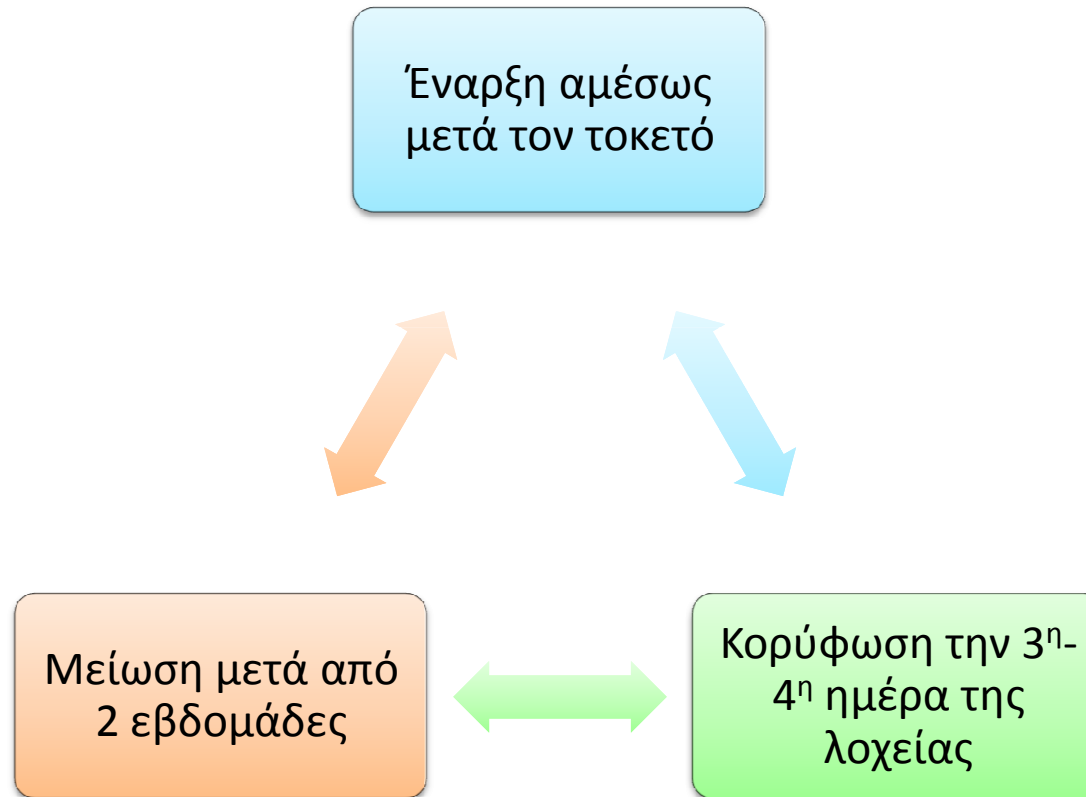 Έναρξη αμέσως
μετά τον τοκετό
Μείωση μετά από
2 εβδομάδες
Κορύφωση την 3η-
4η ημέρα της
λοχείας